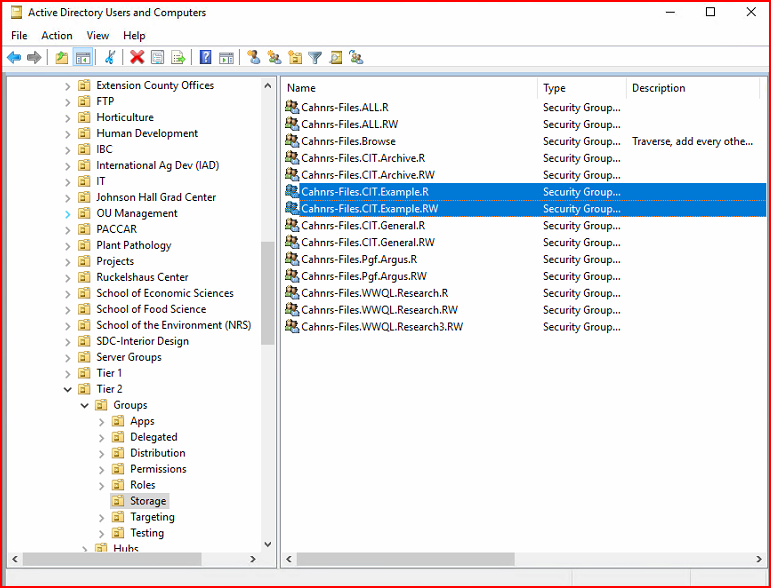 Active Directory Users and Computers
File Action View Help
Extension County Offices
FTP
Horticulture
Human Development
IBC
International Ag Dev (IAD)
IT
Johnson Hall Grad Center
OU Management
PACCAR
Plant Pathology
Projects
Ruckelshaus Center
School of Economic Sciences
School of Food Science
School of the Environment (NRS)
SDC-Interior Design
Server Groups
Tier 1
Tier 2
Groups
Apps
Delegated
Distribution
Permissions
Roles
Storage
Targeting
Testing
Hubs
Name Type Description
Cahnrs-Files.ALL.R Security Group...
Cahnrs-Files.ALL.RW Security Group...
Cahnrs-Files.Browse Security Group... Traverse, add every othe...
Cahnrs-Files.CIT.Archive.R Security Group...
Cahnrs-Files.CIT.Archive.RW Security Group...
Cahnrs-Files.CIT.Example.R Security Group...
Cahnrs-Files.CIT.Example.RW Security Group...
Cahnrs-Files.CIT.General.R Security Group...
Cahnrs-Files.CIT.General.RW Security Group...
Cahnrs-Files.Pgf.Argus.R Security Group...
Cahnrs-Files.Pgf.Argus.RW Security Group...
Cahnrs-Files.WWQL.Research.R Security Group...
Cahnrs-Files.WWQL.Research.RW Security Group...
Cahnrs-Files.WWQL.Research3.RW Security Group...